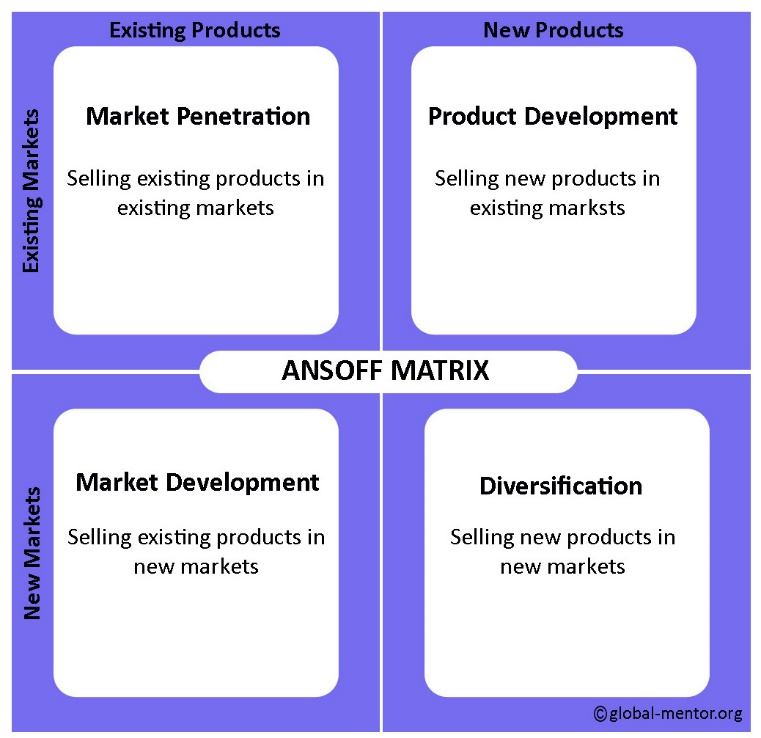 Existing Products
New Products
Existing Markets
Market Penetration
Selling existing products in
existing markets
Product Development
Selling new products in
existing marksts
ANSOFF MATRIX
New Markets
Market Development
Selling existing products in
new markets
Diversification
Selling new products in
new markets
©global-mentor.org